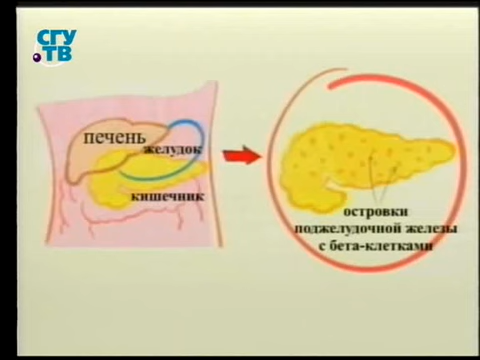 СГУ
ТВ
печень
желудок
кишечник
островки
поджелудочной железы
с бета-клетками